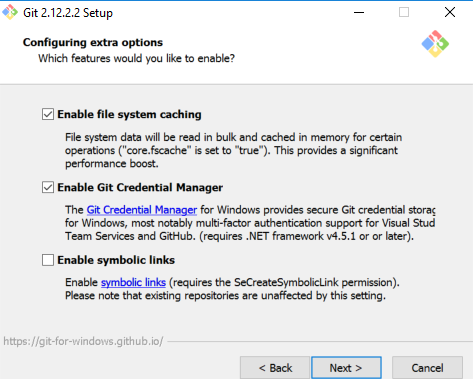 Git 2.12.2.2 Setup
Configuring extra options
Which features would you like to enable?
Enable file system caching
File system data will be read in bulk and cached in memory for certain
operations ("core.fscache" is set to "true"). This provides a significant
performance boost.
Enable Git Credential Manager
The Git Credential Manager for Windows provides secure Git credential storag
for Windows, most notably multi-factor authentication support for Visual Stud
Team Services and GitHub. (requires .NET framework v4.5.1 or or later).
Enable symbolic links
Enable symbolic links (requires the SeCreateSymbolicLink permission).
Please note that existing repositories are unaffected by this setting.
https://git-for-windows.github.io/
< Back Next > Cancel